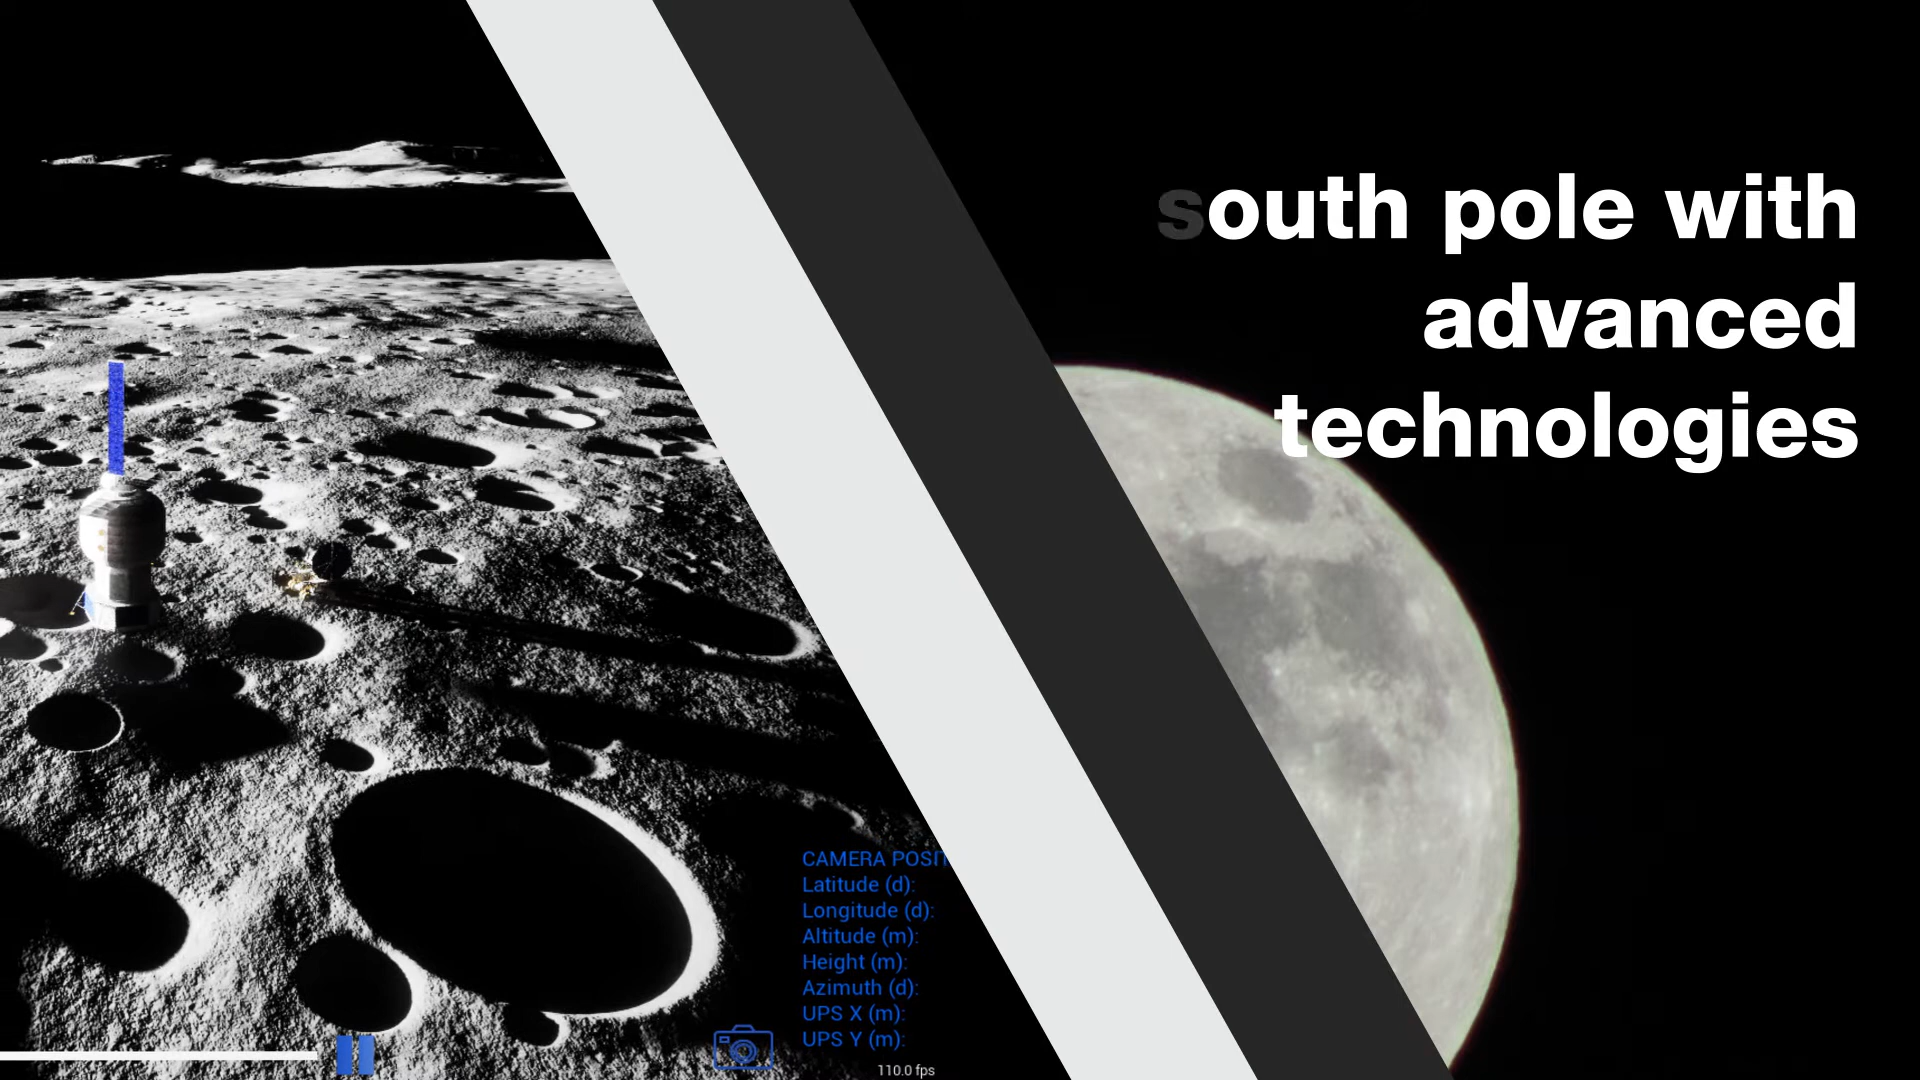 south pole with
advanced
technologies
CAMERA POSIT
Latitude (d):
Longitude (d):
Altitude (m):
Height (m):
Azimuth (d):
UPS X (m):
UPS Y (m):
110.0 fps